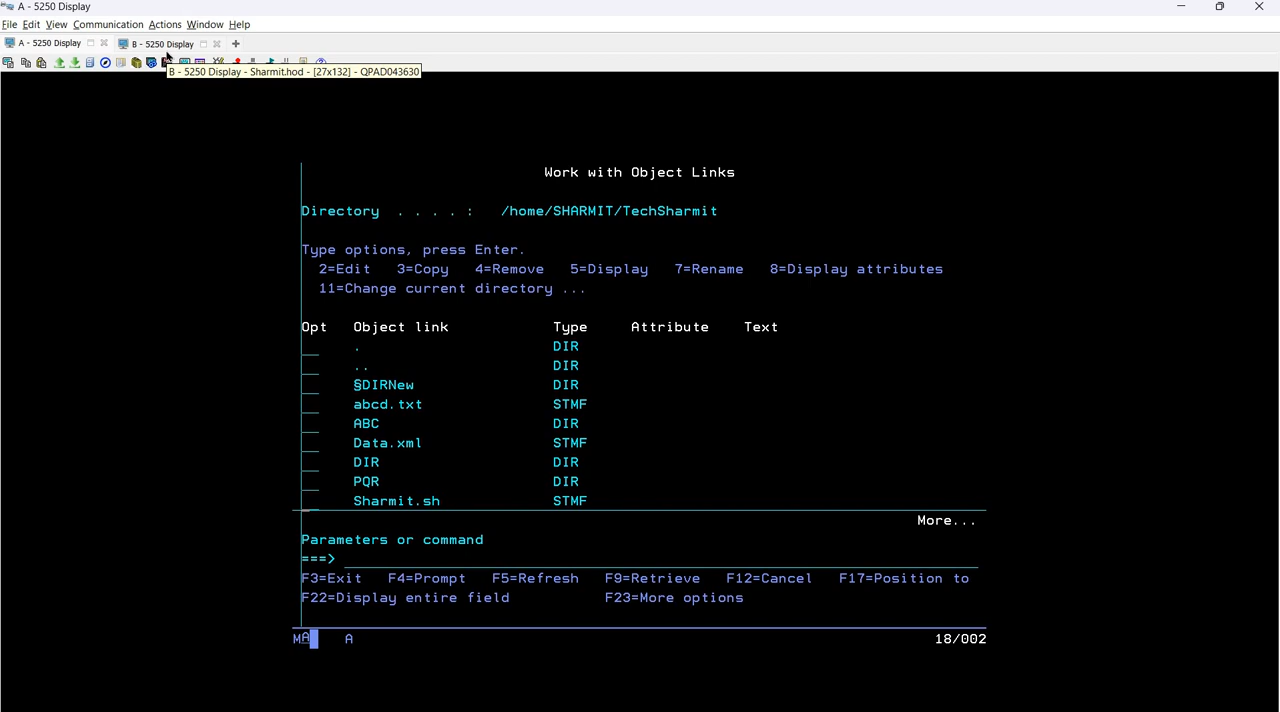 A - 5250 Display
File Edit View Communication Actions Window Help
A - 5250 Display B - 5250 Display
B - 5250 Display - Sharmit.hod - [27x132] - QPAD043630
Work with Object Links
Directory . . . . : /home/SHARMIT/TechSharmit
Type options, press Enter.
2=Edit 3=Copy 4=Remove 5=Display 7=Rename 8=Display attributes
11=Change current directory ...
Opt Object link Type Attribute Text
. DIR
.. DIR
§DIRNew DIR
abcd.txt STMF
ABC DIR
Data.xml STMF
DIR DIR
PQR DIR
Sharmit.sh STMF
More...
Parameters or command
===>
F3=Exit F4=Prompt F5=Refresh F9=Retrieve F12=Cancel F17=Position to
F22=Display entire field F23=More options
MA A 18/002